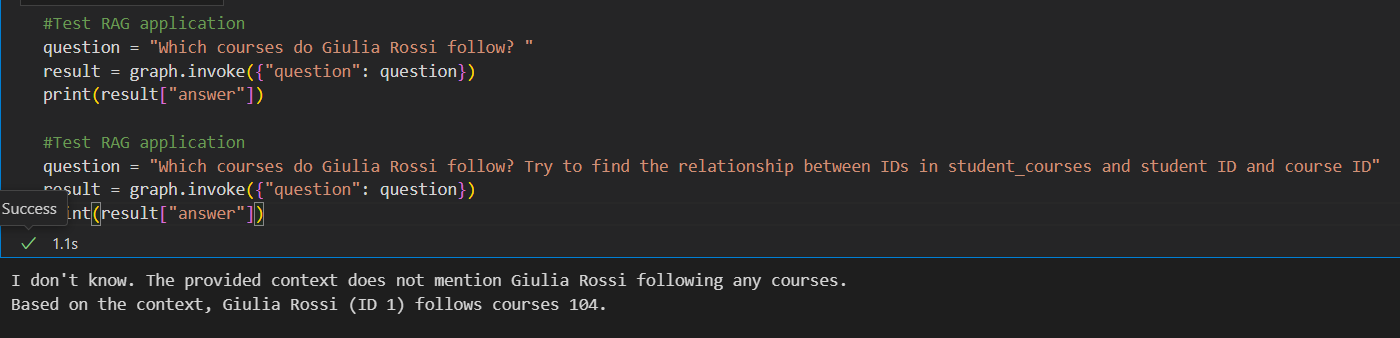 #Test RAG application
question = "Which courses do Giulia Rossi follow? "
result = graph.invoke({"question": question})
print(result["answer"])
#Test RAG application
question = "Which courses do Giulia Rossi follow? Try to find the relationship between IDs in student_courses and student ID and course ID"
result = graph.invoke({"question": question})
Success
int(result["answer"])
1.1s
I don't know. The provided context does not mention Giulia Rossi following any courses.
Based on the context, Giulia Rossi (ID 1) follows courses 104.